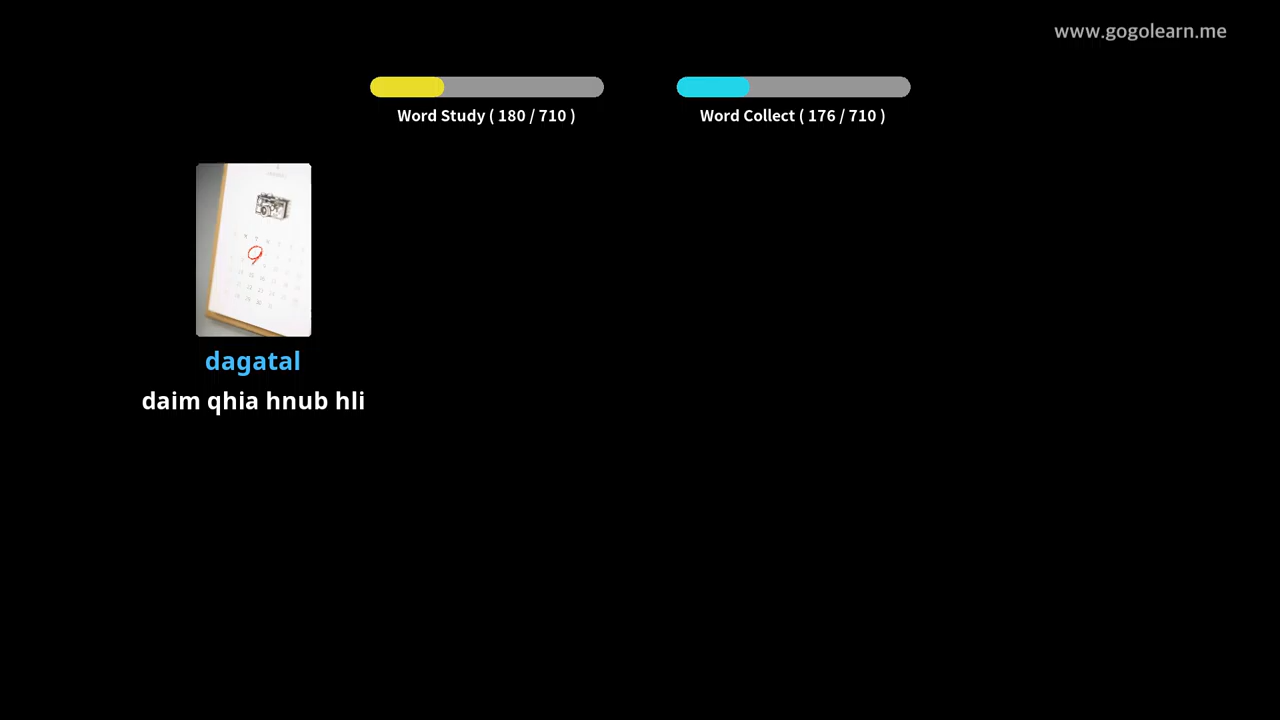 www.gogolearn.me
Word Study ( 180 / 710 )
Word Collect ( 176 / 710 )
dagatal
daim qhia hnub hli